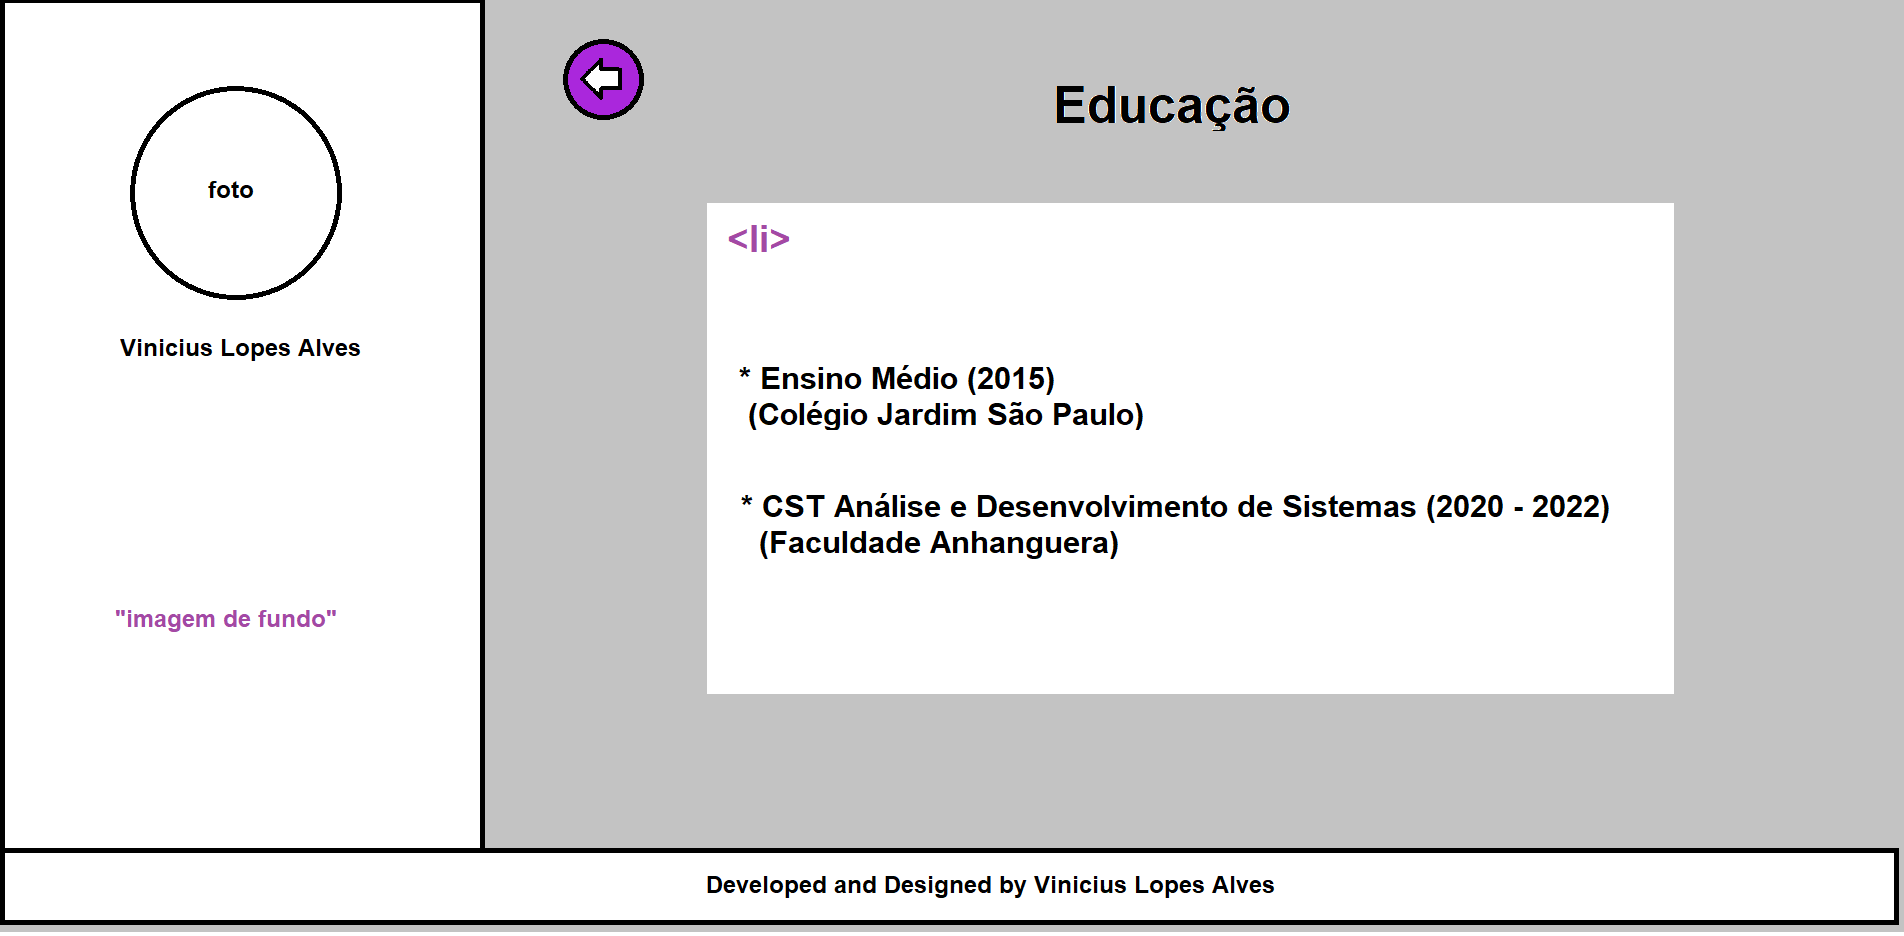 foto
Vinicius Lopes Alves
"imagem de fundo"
Educação
<li>
* Ensino Médio (2015)
(Colégio Jardim São Paulo)
* CST Análise e Desenvolvimento de Sistemas (2020 - 2022)
(Faculdade Anhanguera)
Developed and Designed by Vinicius Lopes Alves